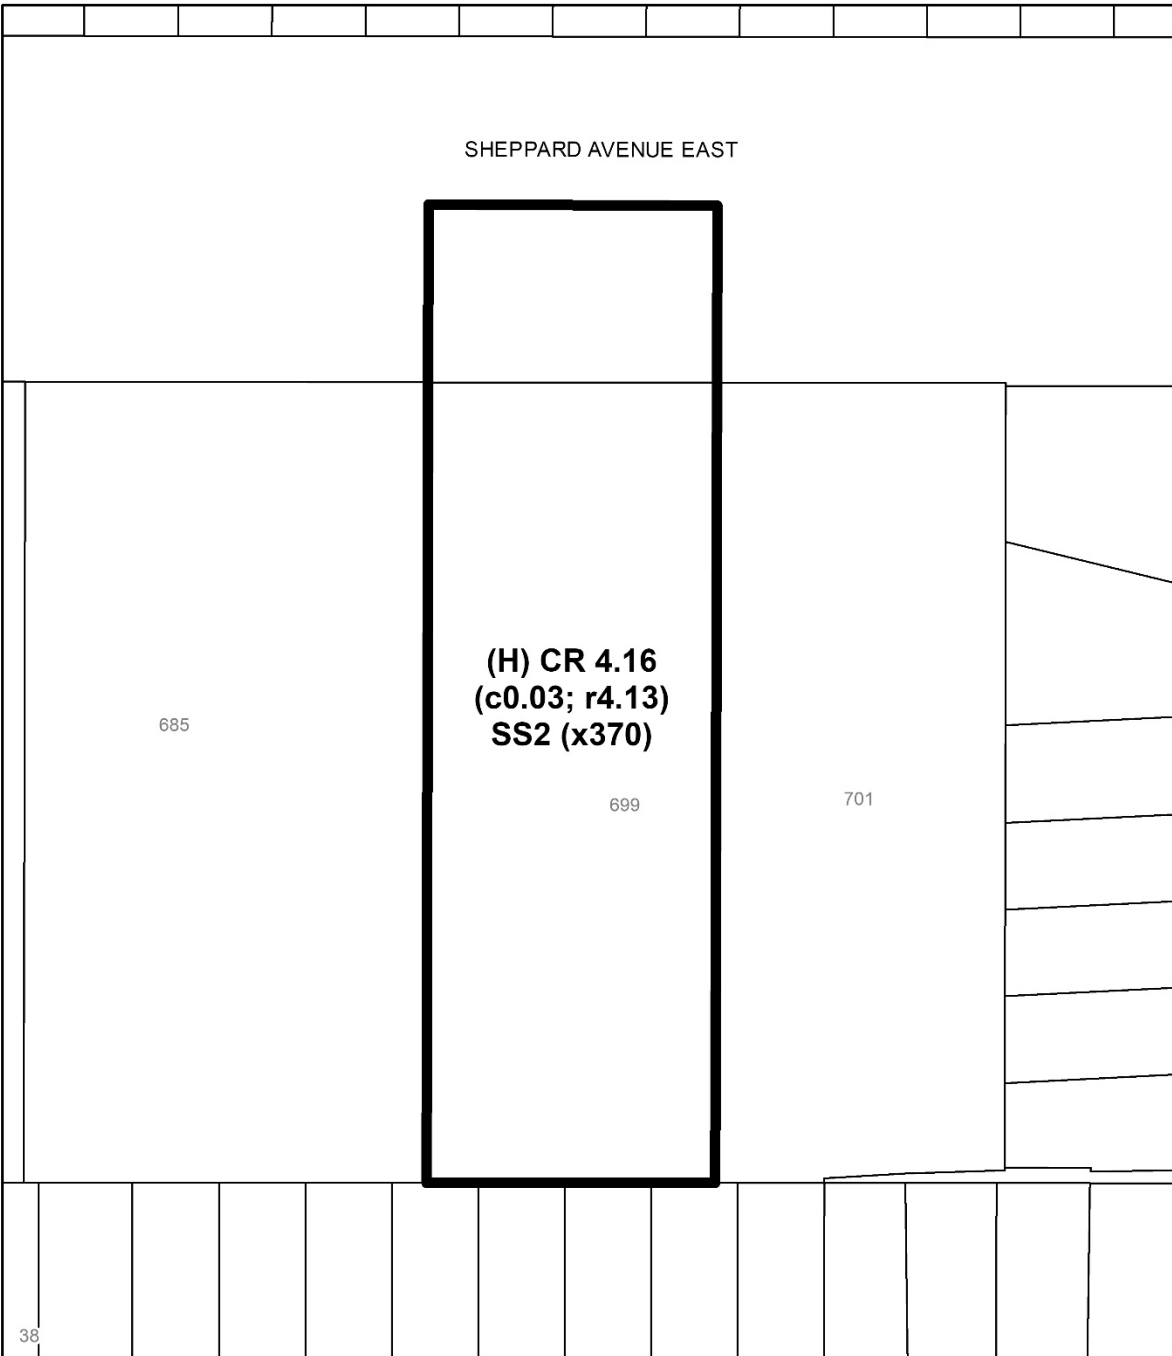 SHEPPARD AVENUE EAST
(H) CR 4.16
(c0.03; r4.13)
SS2 (x370)
685
699
701
38